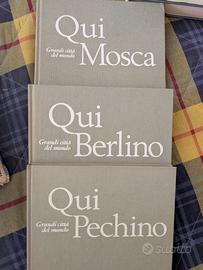 Qui
Grandi città
del mondo
Mosca
Qui
Grandi città
del mondo
Berlino
Qui
Grandi città
del mondo
Pechino
subito